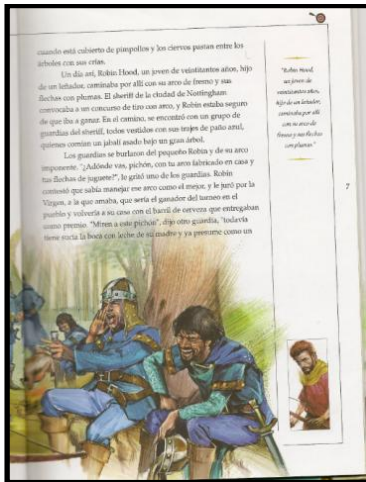 cuando está cubierto de pimpollos y los ciervos pastan entre los
árboles con sus crías.
Un día así, Robin Hood, un joven de veintitantos años, hijo
de un leñador, caminaba por allí con su arco de fresno y sus
flechas con plumas. El sheriff de la ciudad de Nottingham
convocaba a un concurso de tiro con arco, y Robin estaba seguro
de que iba a ganar. En el camino, se encontró con un grupo de
guardias del sheriff, todos vestidos con sus trajes de paño azul,
quienes comían un jabalí asado bajo un gran árbol.
Los guardias se burlaron del pequeño Robin y de su arco
imponente. "¿Adónde vas, pichón, con tu arco fabricado en casa y
tus flechas de juguete?", le gritó uno de los guardias. Robin
contestó que sabía manejar ese arco como el mejor, y le juró por la
Virgen, a la que amaba, que sería el ganador del torneo en el
pueblo y volvería a su casa con el barril de cerveza que entregaban
como premio. "Miren a este pichón", dijo otro guardia, "todavía
tiene sucia la boca con leche de su madre y ya presume como un
"Robin Hood,
un joven de
veintitantos años,
hijo de un leñador,
caminaba por allí
con su arco de
fresno y sus flechas
con plumas."
7